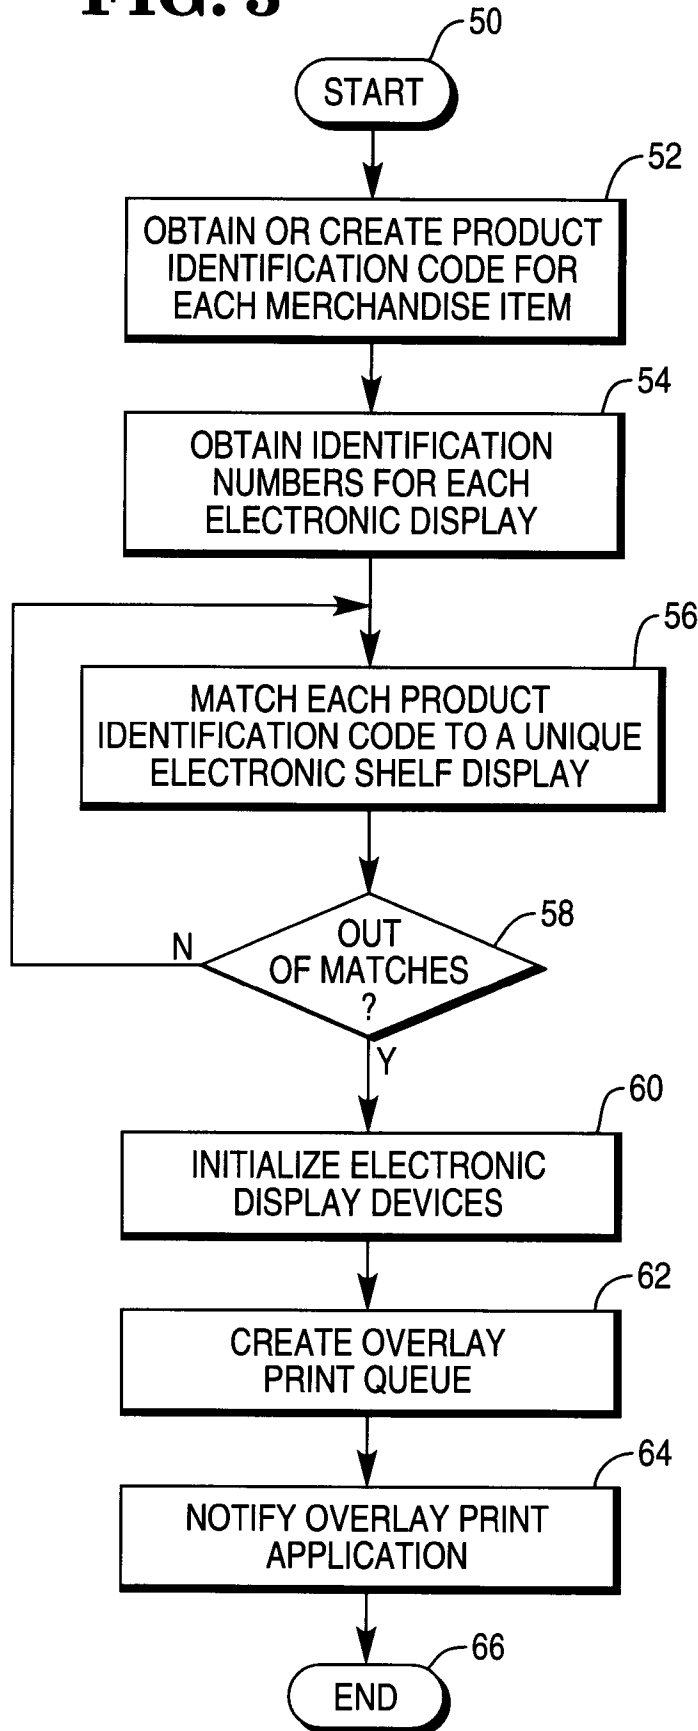 50
START
52
OBTAIN OR CREATE PRODUCT
IDENTIFICATION CODE FOR
EACH MERCHANDISE ITEM
54
OBTAIN IDENTIFICATION
NUMBERS FOR EACH
ELECTRONIC DISPLAY
56
MATCH EACH PRODUCT
IDENTIFICATION CODE TO A UNIQUE
ELECTRONIC SHELF DISPLAY
58
OUT
OF MATCHES
?
N
Y
60
INITIALIZE ELECTRONIC
DISPLAY DEVICES
62
CREATE OVERLAY
PRINT QUEUE
64
NOTIFY OVERLAY PRINT
APPLICATION
66
END